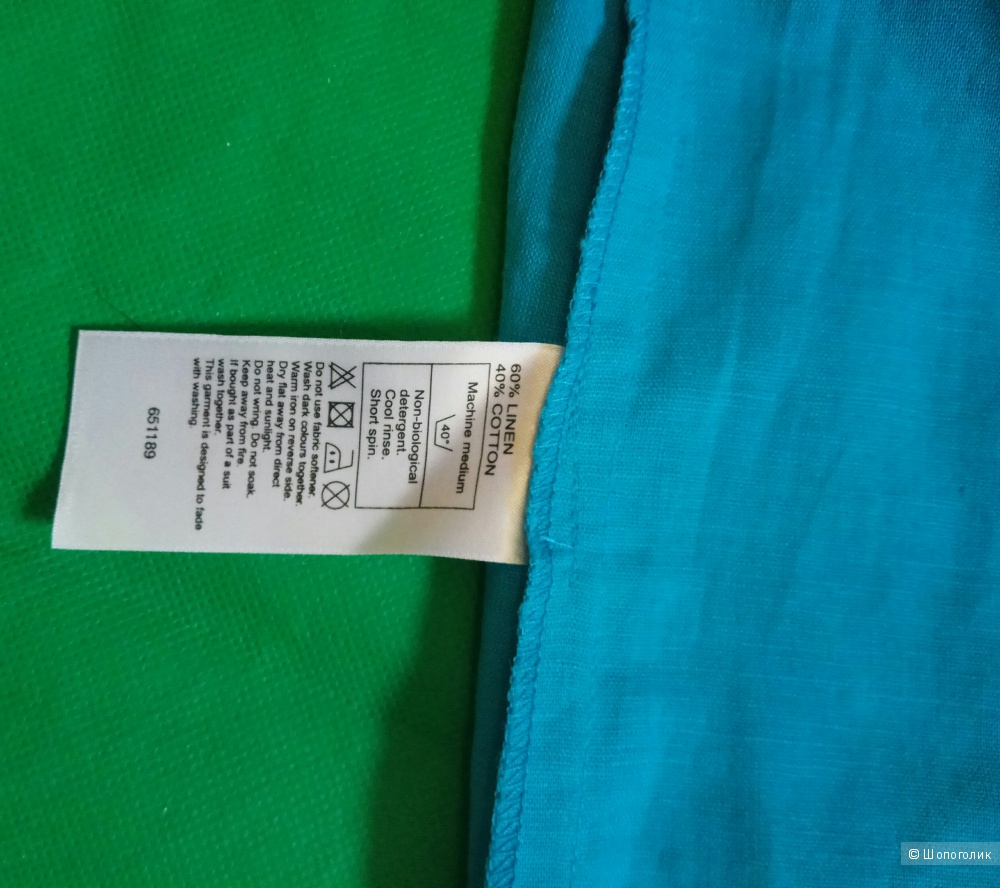 60% LINEN
40% COTTON
Machine medium
40°
Non-biological
detergent.
Cool rinse.
Short spin.
Do not use fabric softener.
Wash dark colours together.
Warm iron on reverse side.
Dry flat away from direct
heat and sunlight.
Do not wring. Do not soak.
Keep away from fire.
If bought as part of a suit
wash together.
This garment is designed to fade
with washing.
651189
© Шопоголик